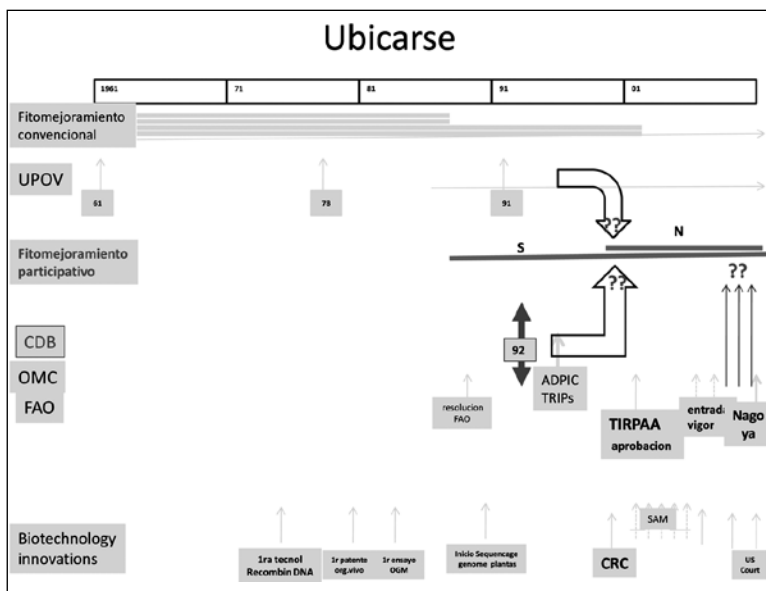 Ubicarse
1961 71 81 91 01
Fitomejoramiento
convencional
UPOV
61 78 91
??
N
Fitomejoramiento
participativo
S
??
??
CDB
92
OMC
ADPIC
TRIPs
FAO
resolucion
FAO
TIRPAA
aprobacion
entrada
vigor
Nago
ya
SAM
Biotechnology
innovations
1ra tecnol
Recombin DNA
1r patente
org.vivo
1r ensayo
OGM
Inicio Sequencage
genome plantas
CRC
US
Court